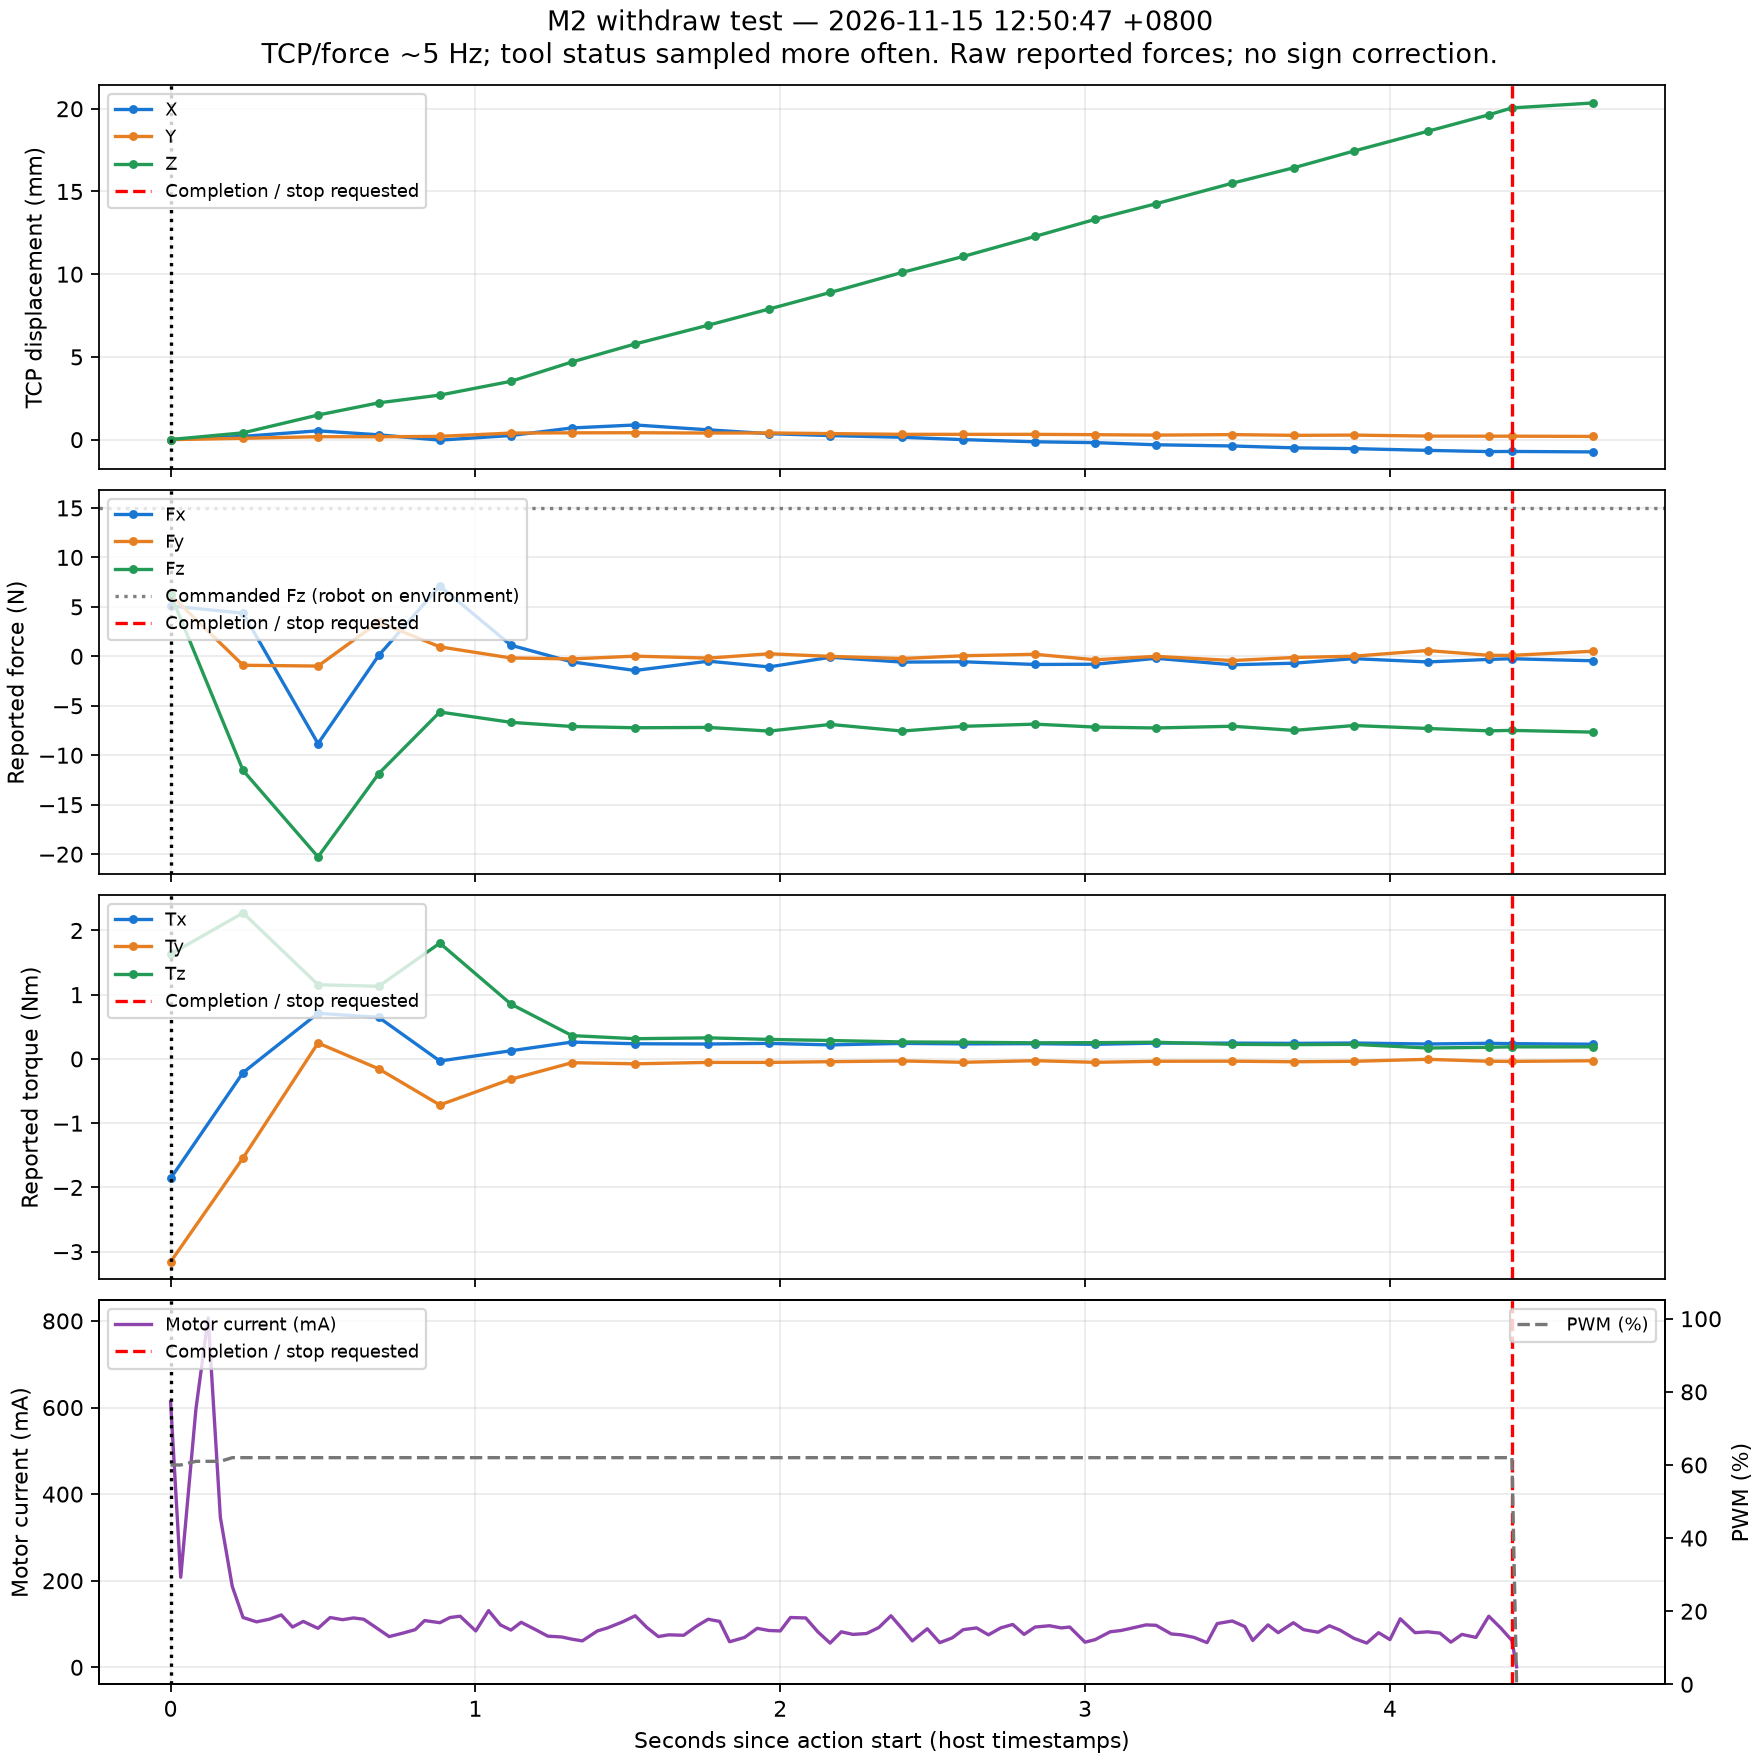 M2 withdraw test — 2026-11-15 12:50:47 +0800
TCP/force ~5 Hz; tool status sampled more often. Raw reported forces; no sign correction.
TCP displacement (mm)
20
15
10
5
0
X
Y
Z
Completion / stop requested
Reported force (N)
15
10
5
0
−5
−10
−15
−20
Fx
Fy
Fz
Commanded Fz (robot on environment)
Completion / stop requested
Reported torque (Nm)
2
1
0
−1
−2
−3
Tx
Ty
Tz
Completion / stop requested
Motor current (mA)
800
600
400
200
0
Motor current (mA)
Completion / stop requested
PWM (%)
100
80
60
40
20
0
PWM (%)
0
1
2
3
4
Seconds since action start (host timestamps)